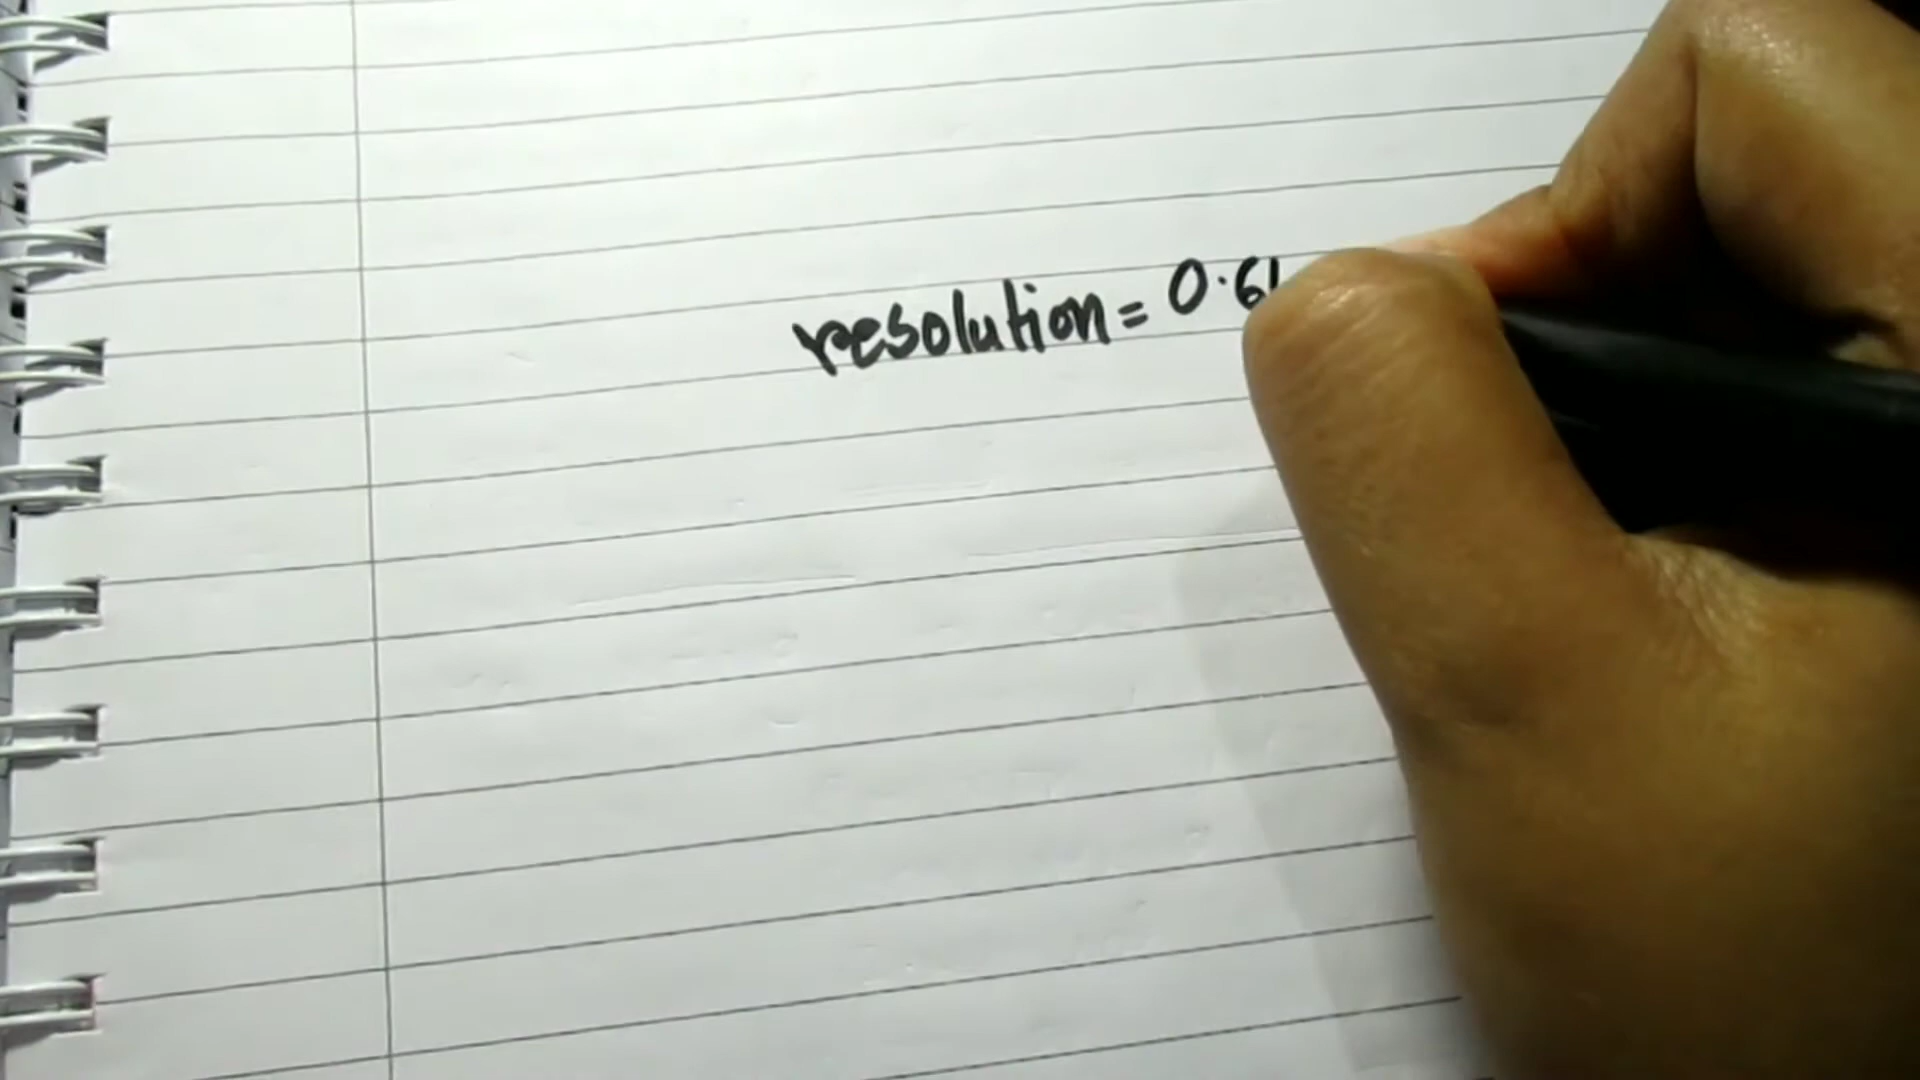 resolution = 0.61